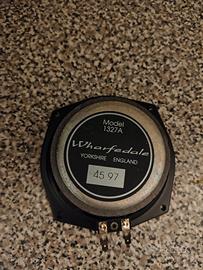 Model
1327A
Wharfedale
YORKSHIRE ENGLAND
45 97